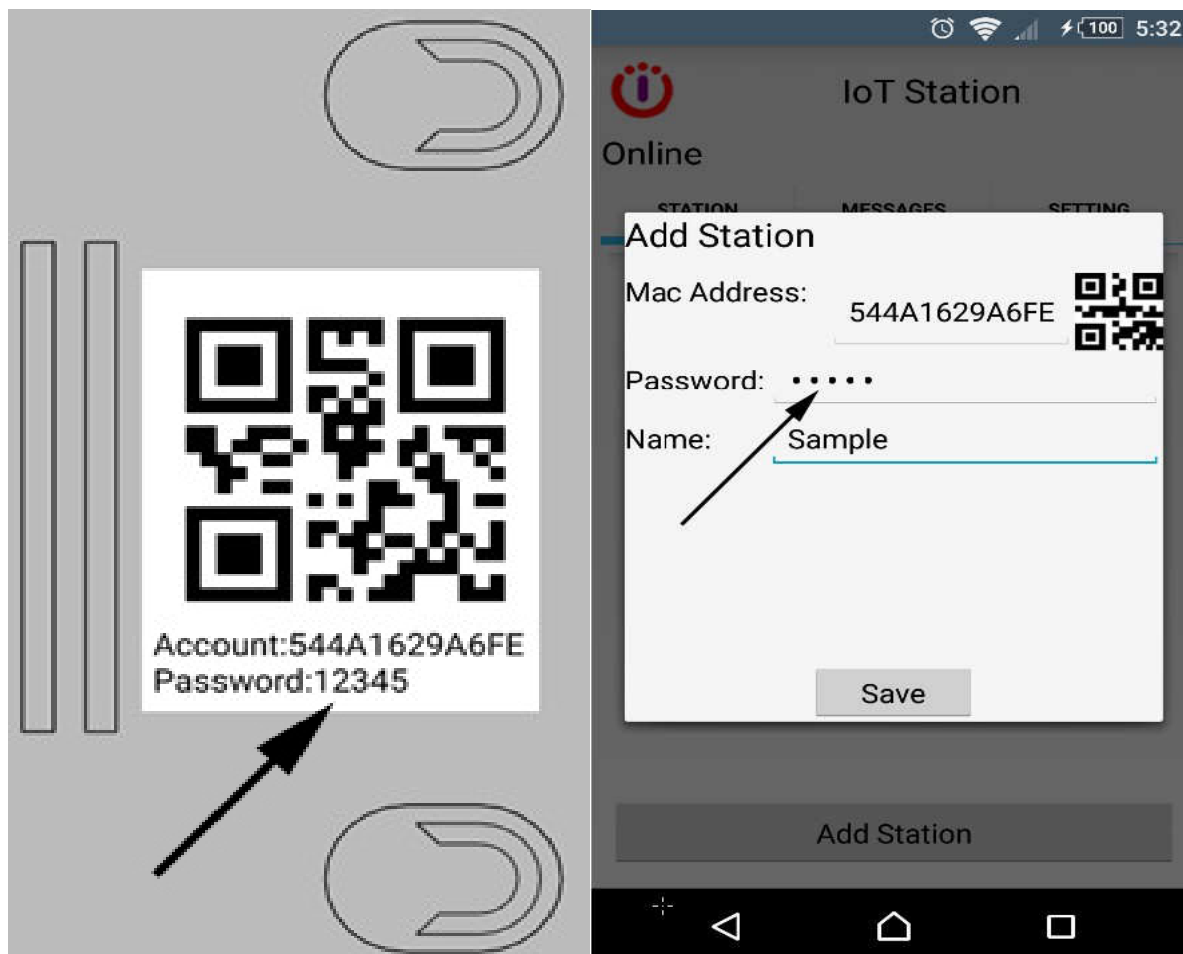 Account:544A1629A6FE
Password:12345
100 5:32
IoT Station
Online
STATION MESSAGES SETTING
Add Station
Mac Address: 544A1629A6FE
Password: •••••
Name: Sample
Save
Add Station